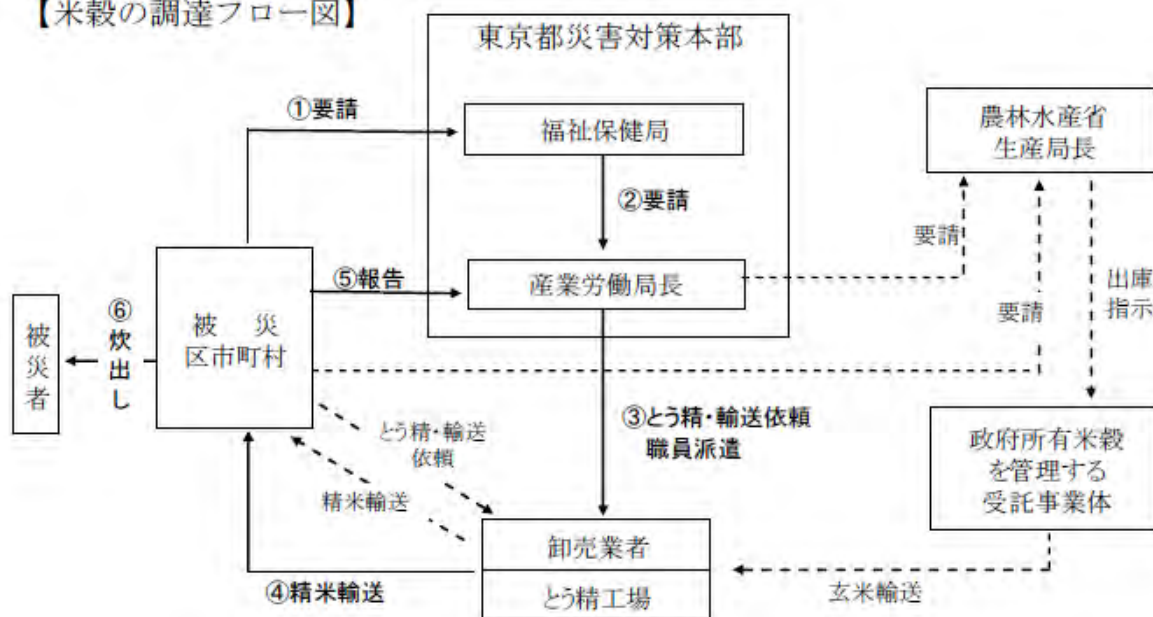 【米穀の調達フロー図】
東京都災害対策本部
①要請
福祉保健局
農林水産省
生産局長
②要請
要請
⑤報告
産業労働局長
出庫
指示
要請
被災者
⑥炊出し
被　災
区市町村
③とう精・輸送依頼
職員派遣
とう精・輸送
依頼
政府所有米穀
を管理する
受託事業体
精米輸送
卸売業者
④精米輸送
とう精工場
玄米輸送